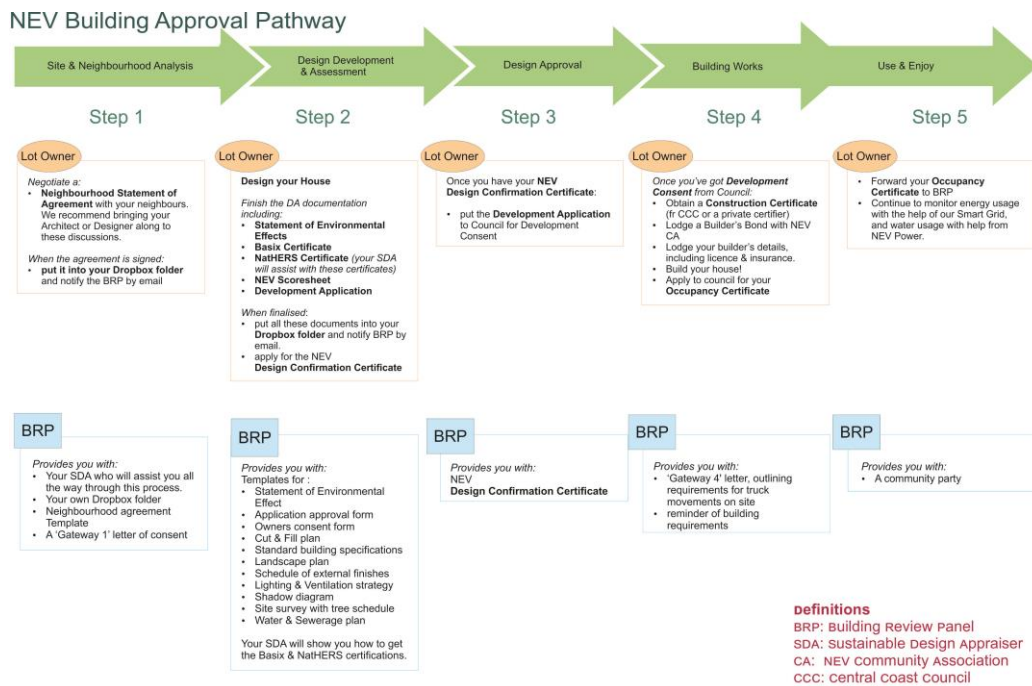 NEV Building Approval Pathway
Site & Neighbourhood Analysis
Design Development
& Assessment
Design Approval
Building Works
Use & Enjoy
Step 1
Step 2
Step 3
Step 4
Step 5
Lot Owner
Negotiate a:
• Neighbourhood Statement of
Agreement with your neighbours.
We recommend bringing your
Architect or Designer along to
these discussions.
When the agreement is signed:
• put it into your Dropbox folder
and notify the BRP by email
Lot Owner
Design your House
Finish the DA documentation
including:
• Statement of Environmental
Effects
• Basix Certificate
• NatHERS Certificate (your SDA
will assist with these certificates)
• NEV Scoresheet
• Development Application
When finalised:
• put all these documents into your
Dropbox folder and notify BRP by
email.
• apply for the NEV
Design Confirmation Certificate
Lot Owner
Once you have your NEV
Design Confirmation Certificate:
• put the Development Application
to Council for Development
Consent
Lot Owner
Once you've got Development
Consent from Council:
• Obtain a Construction Certificate
(fr CCC or a private certifier)
• Lodge a Builder's Bond with NEV
CA
• Lodge your builder's details,
including licence & insurance.
• Build your house!
• Apply to council for your
Occupancy Certificate
Lot Owner
• Forward your Occupancy
Certificate to BRP
• Continue to monitor energy usage
with the help of our Smart Grid,
and water usage with help from
NEV Power.
BRP
Provides you with:
• Your SDA who will assist you all
the way through this process.
• Your own Dropbox folder
• Neighbourhood agreement
Template
• A 'Gateway 1' letter of consent
BRP
Provides you with:
Templates for :
• Statement of Environmental
Effect
• Application approval form
• Owners consent form
• Cut & Fill plan
• Standard building specifications
• Landscape plan
• Schedule of external finishes
• Lighting & Ventilation strategy
• Shadow diagram
• Site survey with tree schedule
• Water & Sewerage plan
Your SDA will show you how to get
the Basix & NatHERS certifications.
BRP
Provides you with:
NEV
Design Confirmation Certificate
BRP
Provides you with:
• 'Gateway 4' letter, outlining
requirements for truck
movements on site
• reminder of building
requirements
BRP
Provides you with:
• A community party
Definitions
BRP: Building Review Panel
SDA: Sustainable Design Appraiser
CA: NEV Community Association
CCC: central coast council